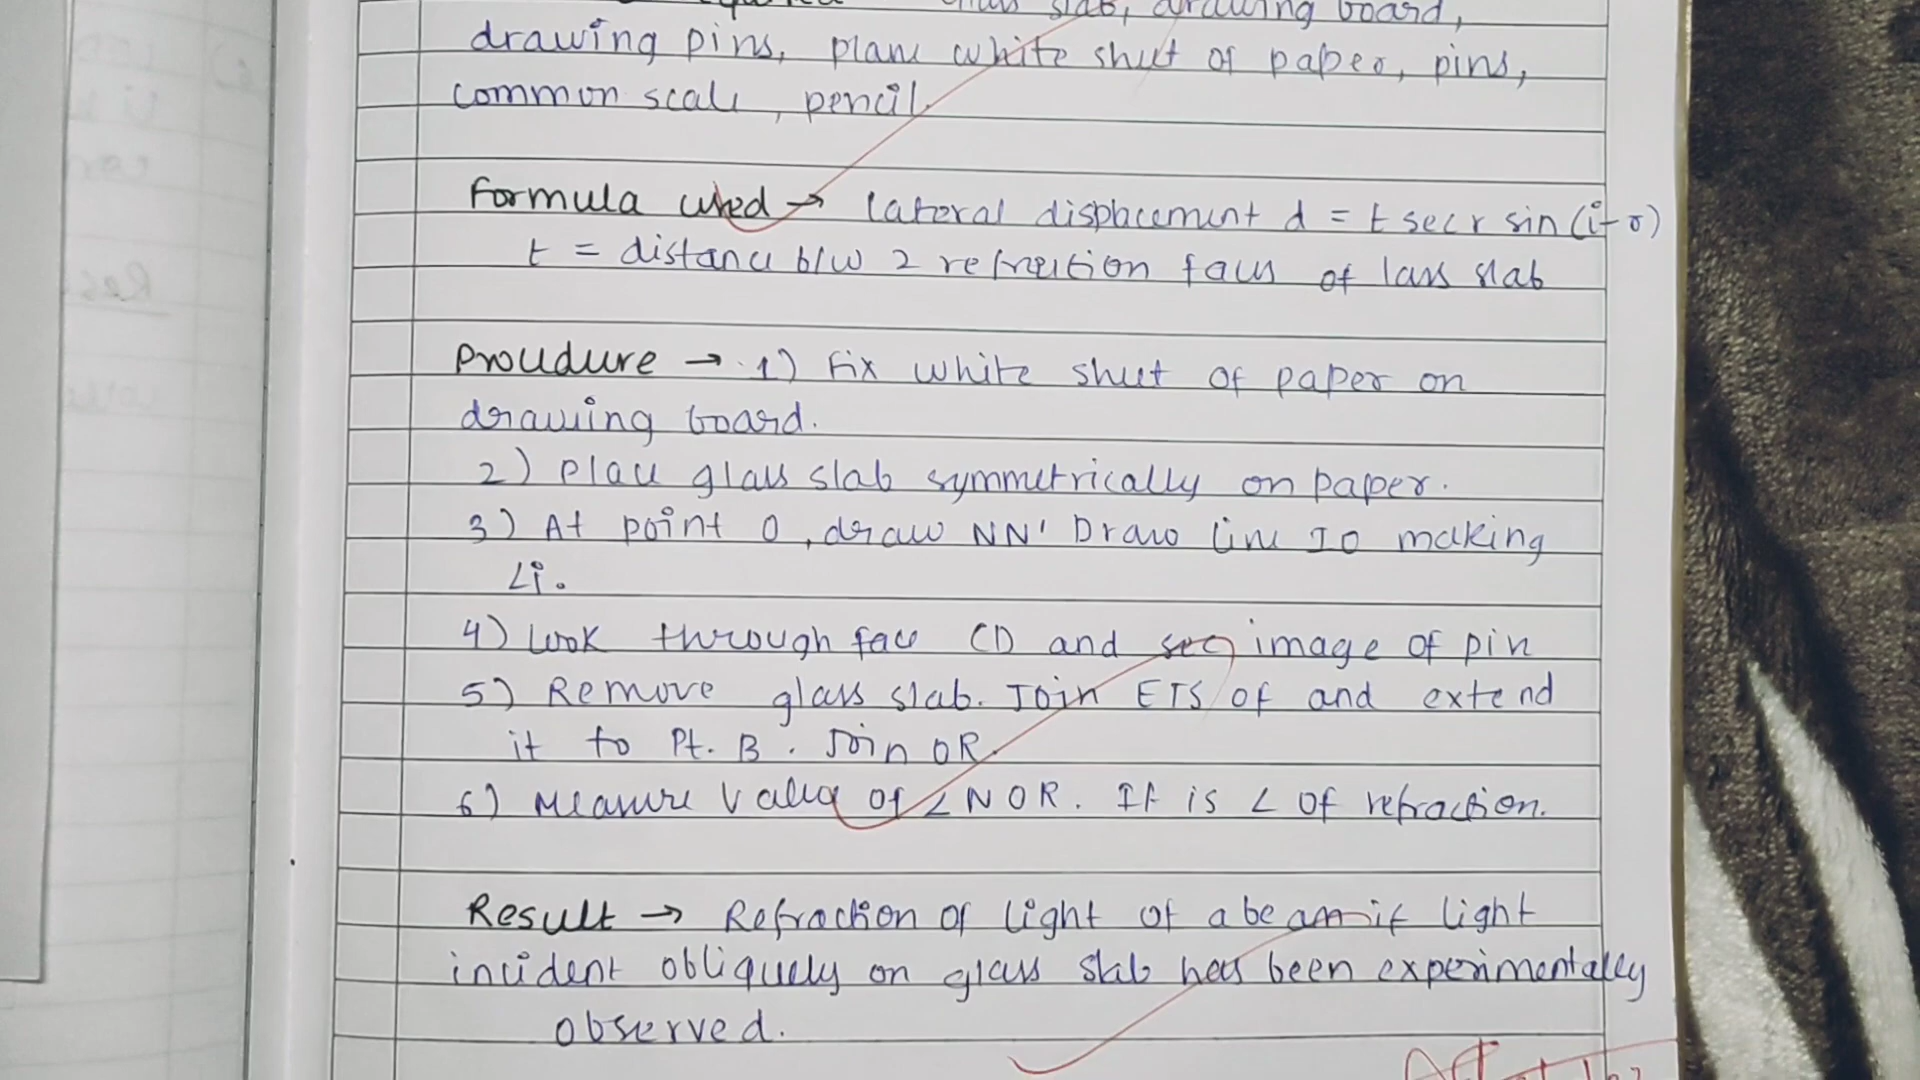 slab, drawing board,
drawing pins, plane white sheet of paper, pins,
common scale, pencil.
Formula used → lateral displacement d = t sec r sin (i-r)
t = distance b/w 2 refraction faces of lass slab
Procedure → 1) Fix white sheet of paper on
drawing board.
2) Place glass slab symmetrically on paper.
3) At point O, draw NN' Draw line IO making
∠i.
4) Look through face CD and see image of pin
5) Remove glass slab. Join ETS of and extend
it to Pt. B. Join OR.
6) Measure value of ∠NOR. It is ∠ of refraction.
Result → Refraction of light of a beam if light
incident obliquely on glass slab has been experimentally
observed.